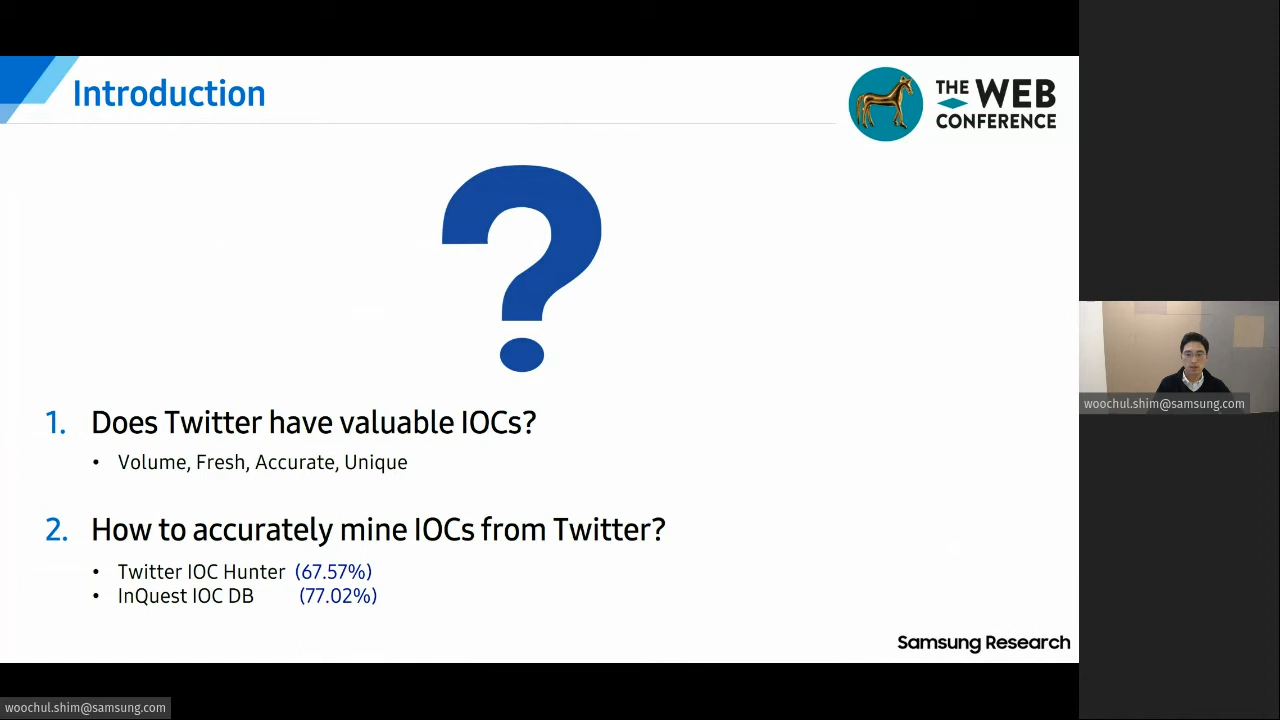 Introduction
THE WEB
CONFERENCE
?
1. Does Twitter have valuable IOCs?
• Volume, Fresh, Accurate, Unique
2. How to accurately mine IOCs from Twitter?
• Twitter IOC Hunter (67.57%)
• InQuest IOC DB (77.02%)
Samsung Research
woochul.shim@samsung.com
woochul.shim@samsung.com